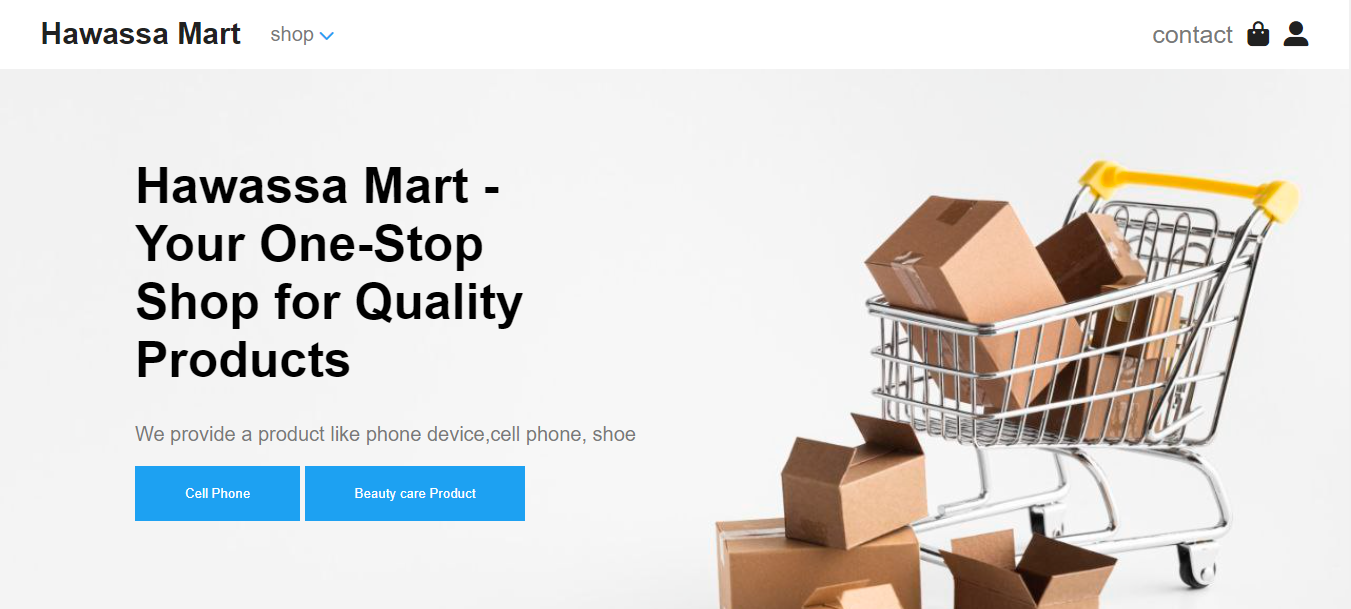 Hawassa Mart shop contact
Hawassa Mart -
Your One-Stop
Shop for Quality
Products
We provide a product like phone device,cell phone, shoe
Cell Phone Beauty care Product